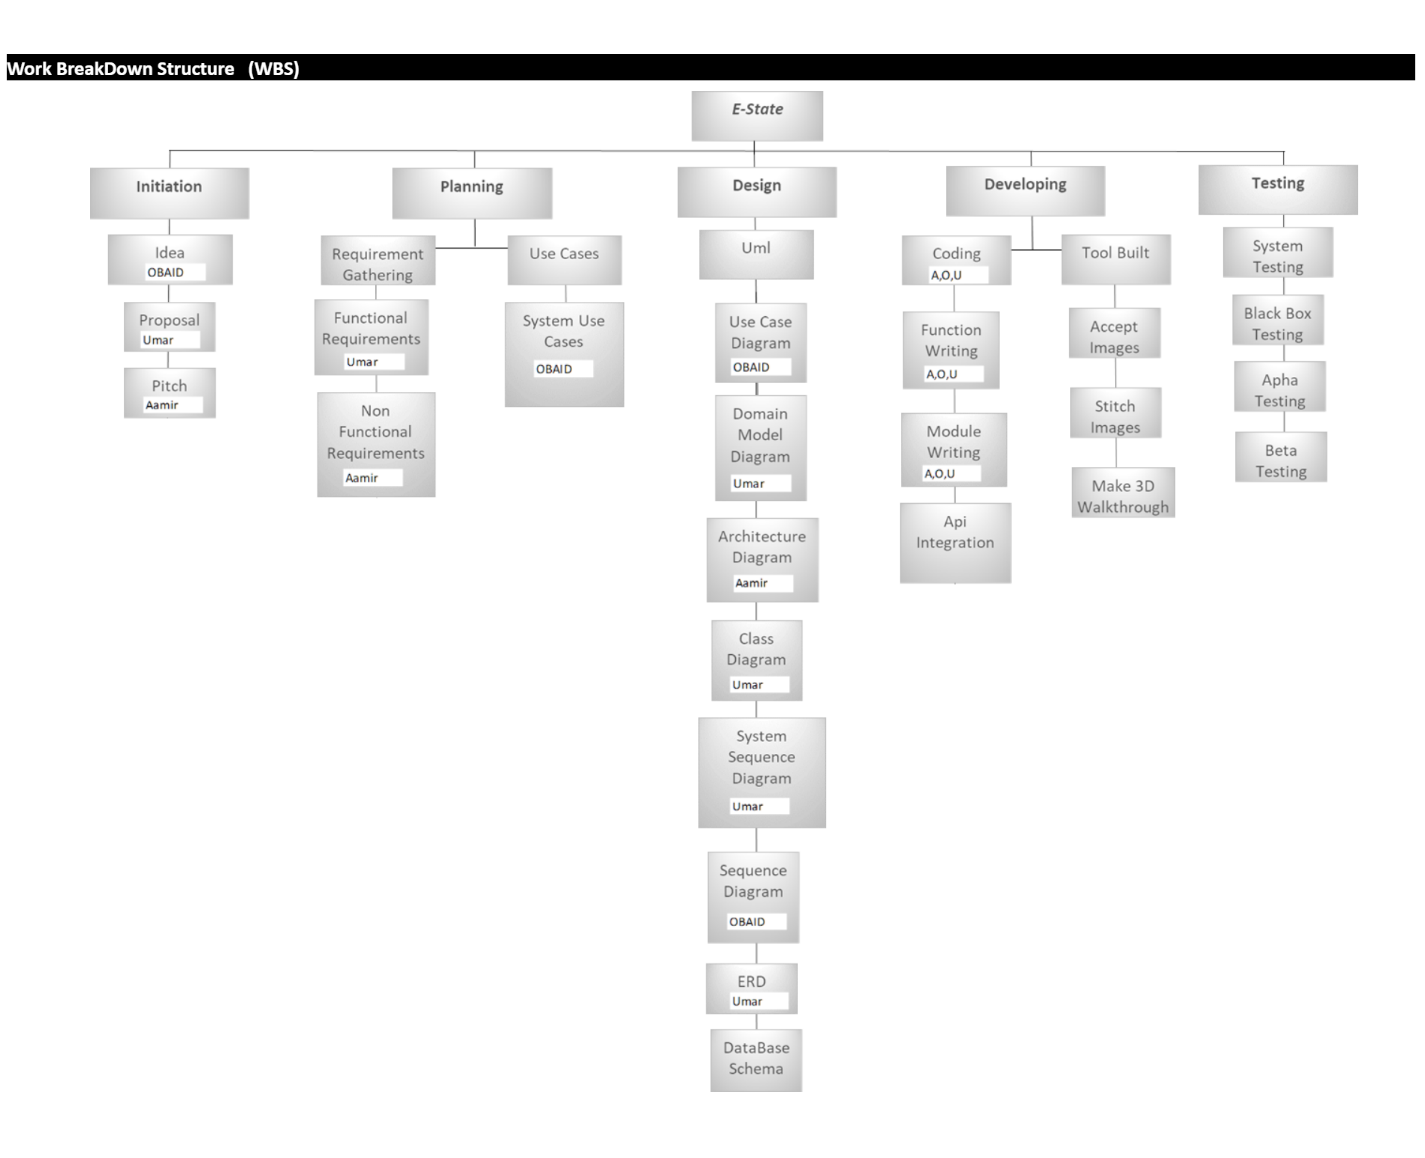 Work BreakDown Structure (WBS)
E-State
Initiation
Idea
OBAID
Proposal
Umar
Pitch
Aamir
Planning
Requirement
Gathering
Functional
Requirements
Umar
Non
Functional
Requirements
Aamir
Use Cases
System Use
Cases
OBAID
Design
Uml
Use Case
Diagram
OBAID
Domain
Model
Diagram
Umar
Architecture
Diagram
Aamir
Class
Diagram
Umar
System
Sequence
Diagram
Umar
Sequence
Diagram
OBAID
ERD
Umar
DataBase
Schema
Developing
Coding
A,O,U
Function
Writing
A,O,U
Module
Writing
A,O,U
Api
Integration
Tool Built
Accept
Images
Stitch
Images
Make 3D
Walkthrough
Testing
System
Testing
Black Box
Testing
Apha
Testing
Beta
Testing